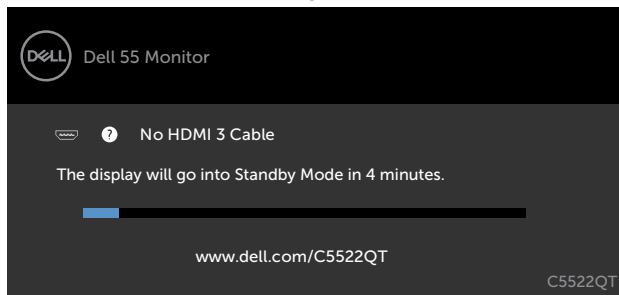 DELL Dell 55 Monitor
? No HDMI 3 Cable
The display will go into Standby Mode in 4 minutes.
www.dell.com/C5522QT
C5522QT